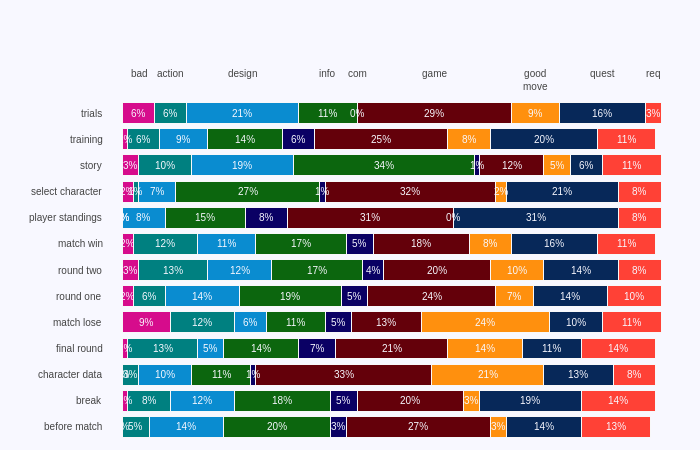 bad action design info com game good quest req
move
trials 6% 6% 21% 11% 0% 29% 9% 16% 3%
training 6% 9% 14% 6% 25% 8% 20% 11%
story 3% 10% 19% 34% 1% 12% 5% 6% 11%
select character 2% 1% 7% 27% 1% 32% 2% 21% 8%
player standings 8% 15% 8% 31% 0% 31% 8%
match win 2% 12% 11% 17% 5% 18% 8% 16% 11%
round two 3% 13% 12% 17% 4% 20% 10% 14% 8%
round one 2% 6% 14% 19% 5% 24% 7% 14% 10%
match lose 9% 12% 6% 11% 5% 13% 24% 10% 11%
final round 13% 5% 14% 7% 21% 14% 11% 14%
character data 10% 11% 1% 33% 21% 13% 8%
break 8% 12% 18% 5% 20% 3% 19% 14%
before match 5% 14% 20% 3% 27% 3% 14% 13%